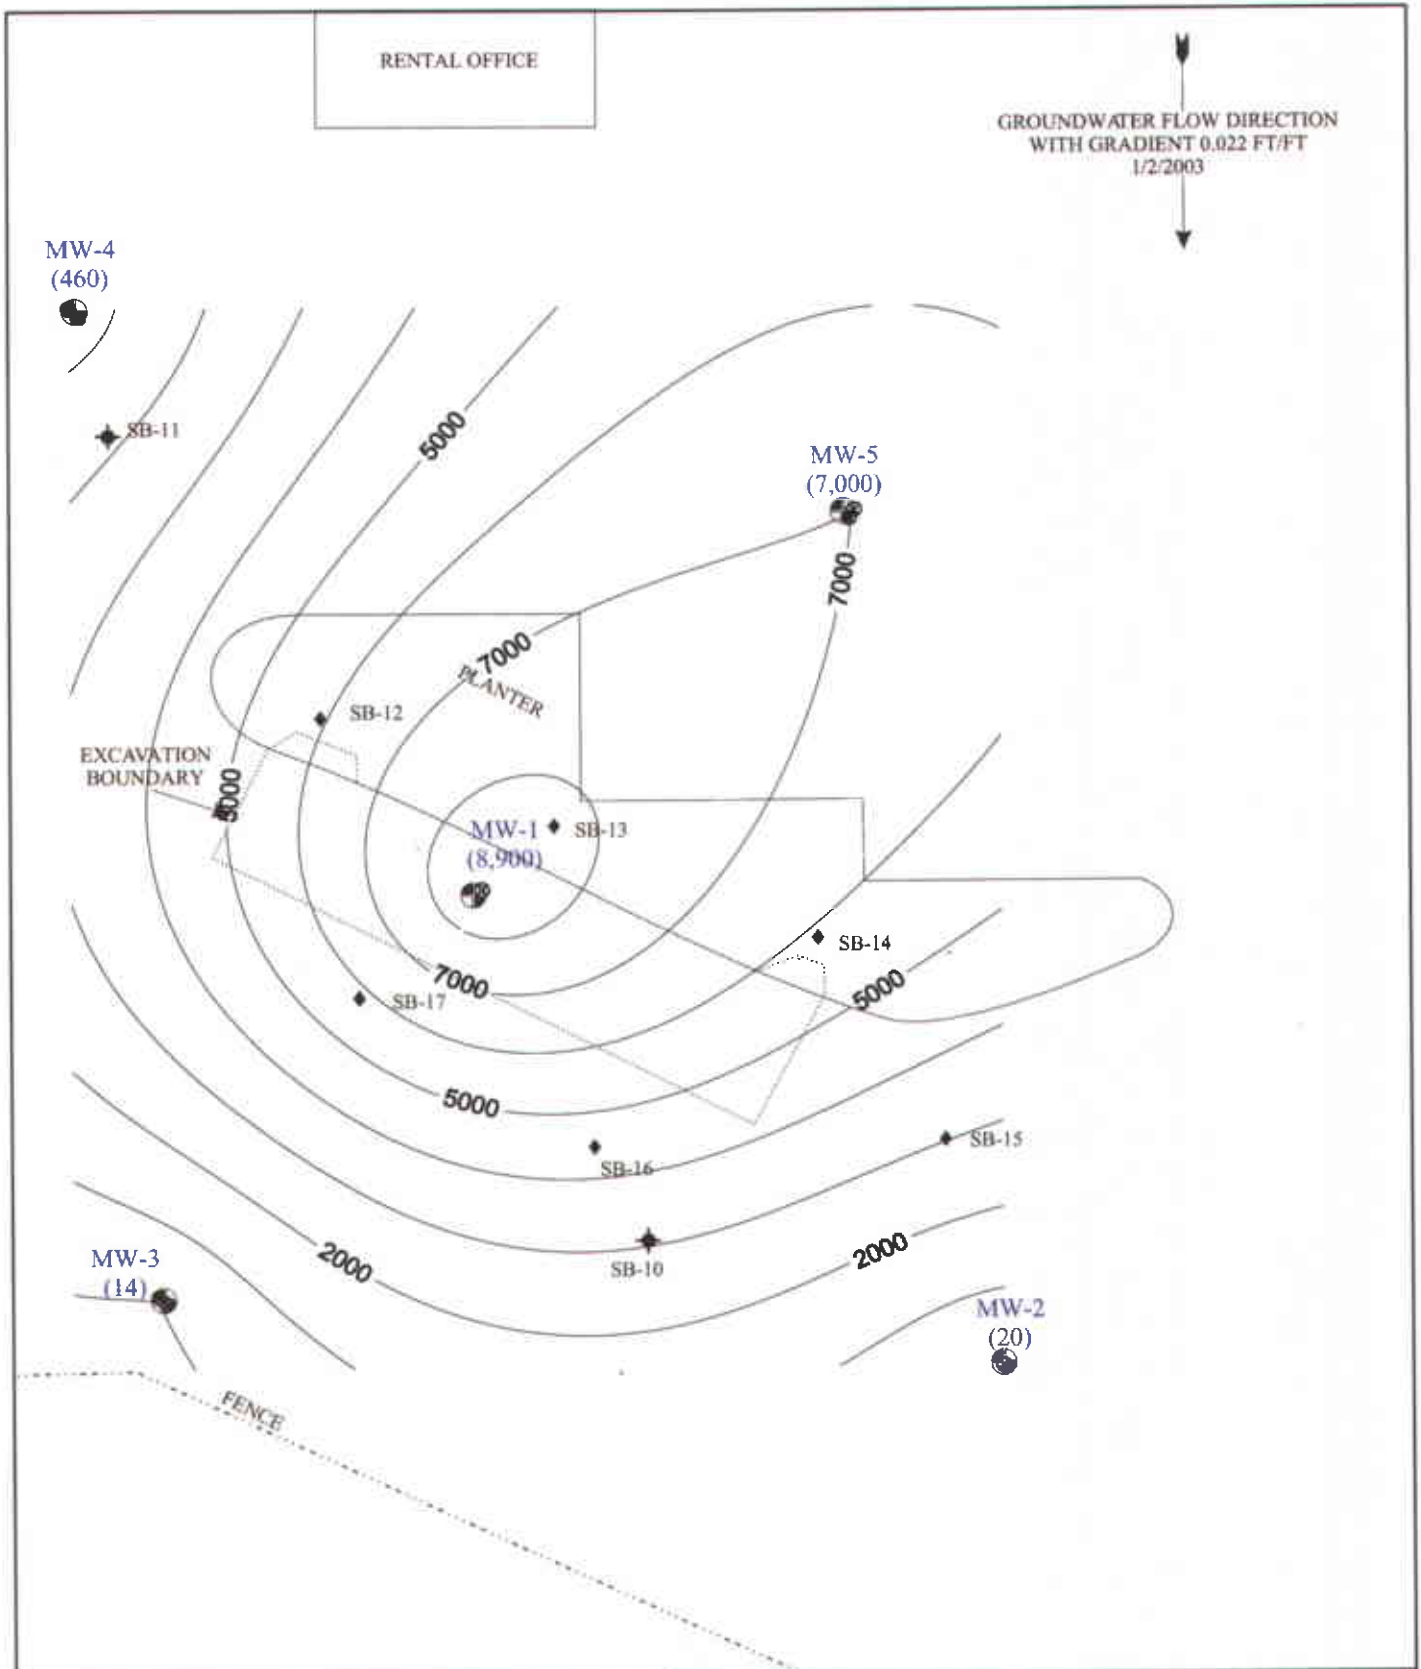 RENTAL OFFICE
GROUNDWATER FLOW DIRECTION
WITH GRADIENT 0.022 FT/FT
1/2/2003
MW-4
(460)
SB-11
5000
MW-5
(7,000)
7000
7000
PLANTER
SB-12
EXCAVATION
BOUNDARY
5000
MW-1
(8,900)
SB-13
SB-14
7000
SB-17
5000
5000
SB-15
SB-16
MW-3
(14)
2000
2000
SB-10
MW-2
(20)
FENCE